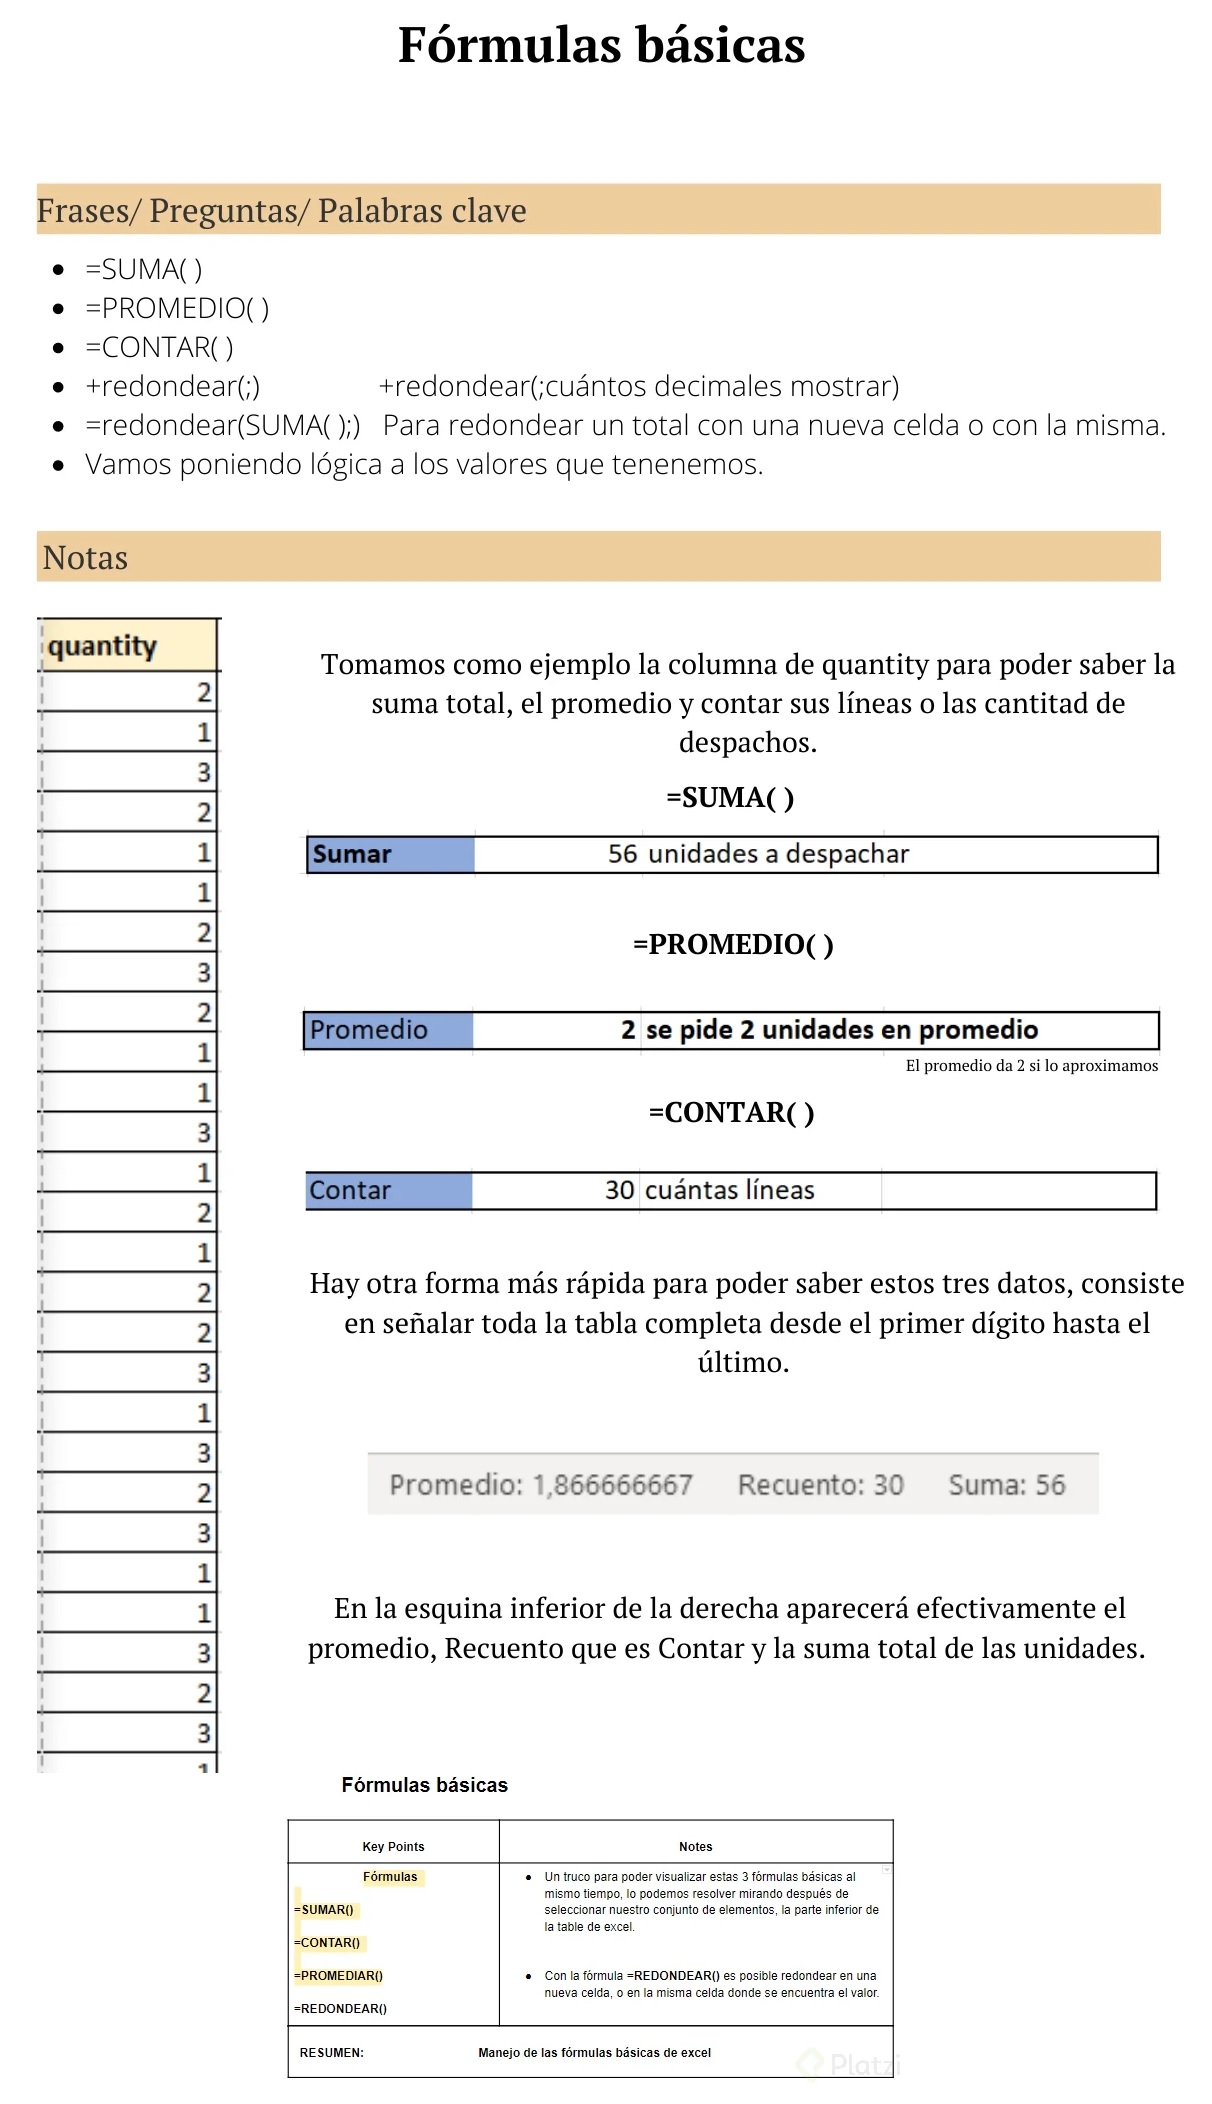 Fórmulas básicas
Frases/ Preguntas/ Palabras clave
=SUMA( )
=PROMEDIO( )
=CONTAR( )
+redondear(;) +redondear(;cuántos decimales mostrar)
=redondear(SUMA( );) Para redondear un total con una nueva celda o con la misma.
Vamos poniendo lógica a los valores que tenenemos.
Notas
quantity
2
1
3
2
1
1
2
3
2
1
1
3
1
2
1
2
2
3
1
3
2
3
1
1
3
2
3
1
Tomamos como ejemplo la columna de quantity para poder saber la
suma total, el promedio y contar sus líneas o las cantidad de
despachos.
=SUMA( )
Sumar 56 unidades a despachar
=PROMEDIO( )
Promedio 2 se pide 2 unidades en promedio
El promedio da 2 si lo aproximamos
=CONTAR( )
Contar 30 cuántas líneas
Hay otra forma más rápida para poder saber estos tres datos, consiste
en señalar toda la tabla completa desde el primer dígito hasta el
último.
Promedio: 1,866666667 Recuento: 30 Suma: 56
En la esquina inferior de la derecha aparecerá efectivamente el
promedio, Recuento que es Contar y la suma total de las unidades.
Fórmulas básicas
Key Points
Notes
Fórmulas
=SUMAR()
=CONTAR()
=PROMEDIAR()
=REDONDEAR()
Un truco para poder visualizar estas 3 fórmulas básicas al
mismo tiempo, lo podemos resolver mirando después de
seleccionar nuestro conjunto de elementos, la parte inferior de
la table de excel.
Con la fórmula =REDONDEAR() es posible redondear en una
nueva celda, o en la misma celda donde se encuentra el valor.
RESUMEN: Manejo de las fórmulas básicas de excel
Platzi